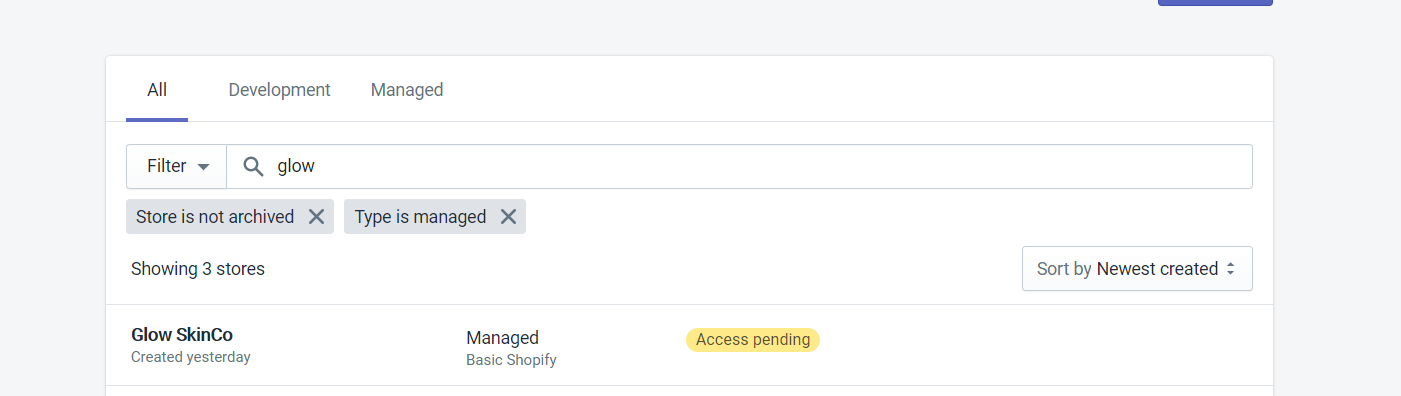 All Development Managed
Filter glow
Store is not archived Type is managed
Showing 3 stores Sort by Newest created
Glow SkinCo Managed Access pending
Created yesterday Basic Shopify